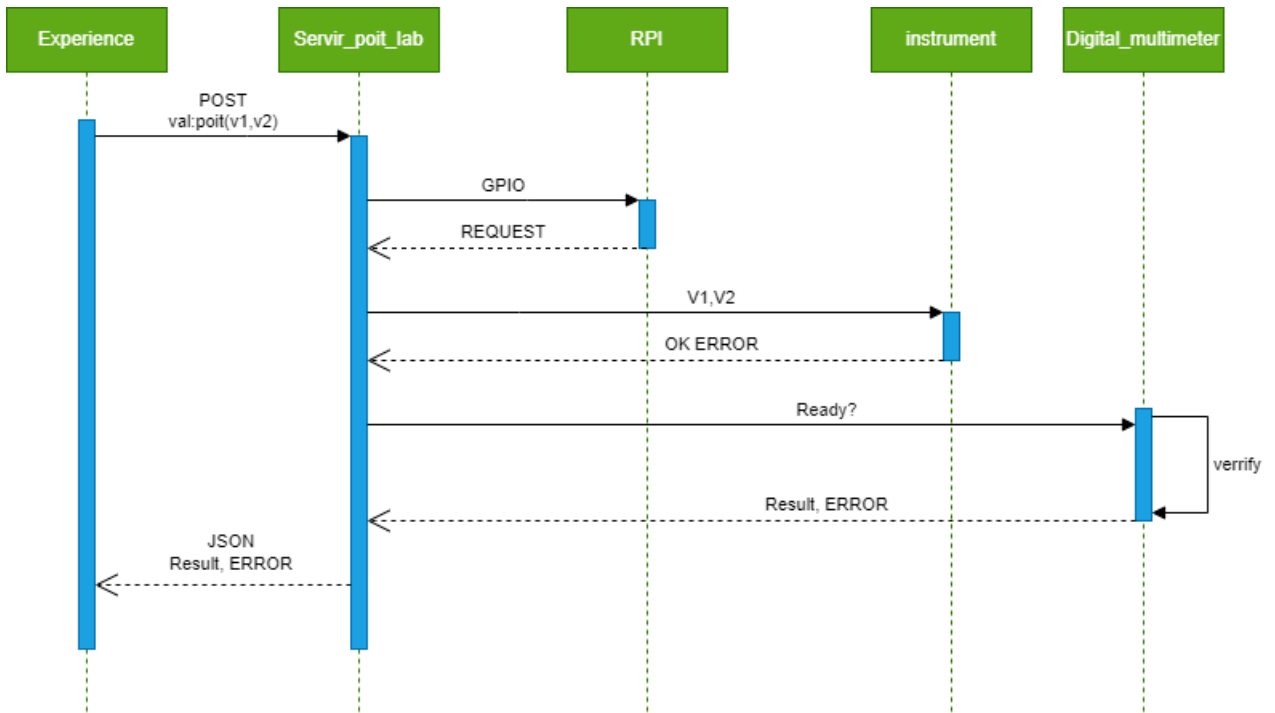 Experience
Servir_poit_lab
RPI
instrument
Digital_multimeter
POST
val:poit(v1,v2)
GPIO
REQUEST
V1,V2
OK ERROR
Ready?
verrify
Result, ERROR
JSON
Result, ERROR